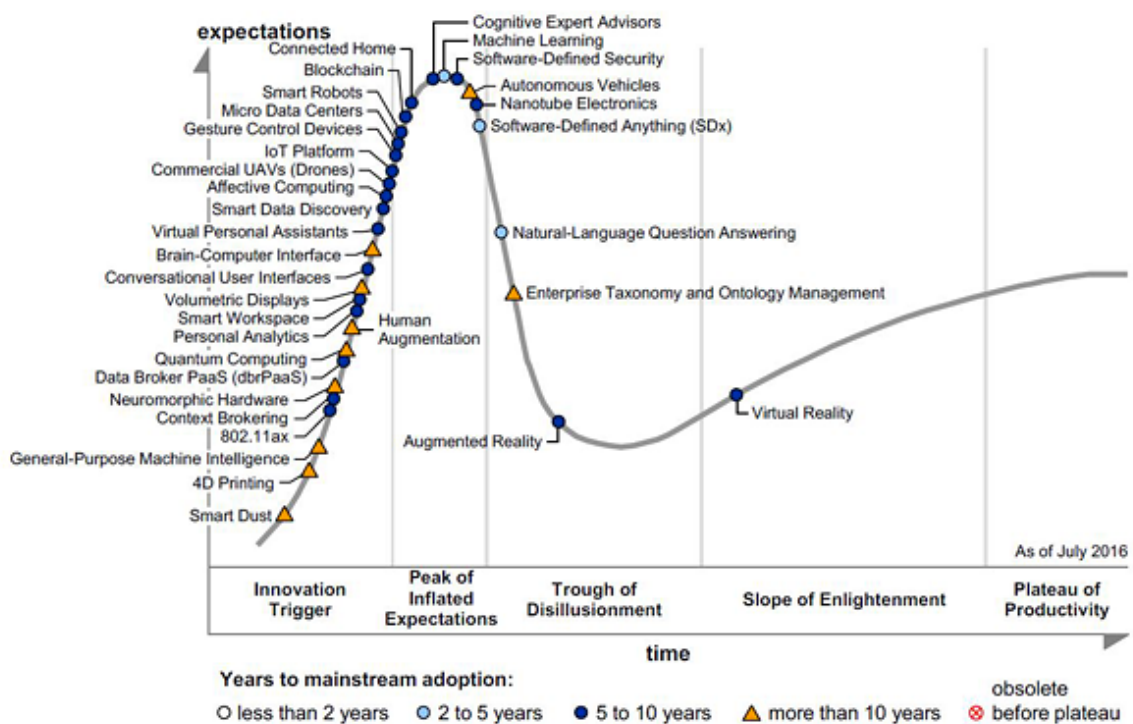 expectations
Cognitive Expert Advisors
Machine Learning
Connected Home
Software-Defined Security
Blockchain
Autonomous Vehicles
Smart Robots
Nanotube Electronics
Micro Data Centers
Gesture Control Devices
Software-Defined Anything (SDx)
IoT Platform
Commercial UAVs (Drones)
Affective Computing
Smart Data Discovery
Virtual Personal Assistants
Natural-Language Question Answering
Brain-Computer Interface
Conversational User Interfaces
Enterprise Taxonomy and Ontology Management
Volumetric Displays
Smart Workspace
Personal Analytics
Human
Augmentation
Quantum Computing
Data Broker PaaS (dbrPaaS)
Neuromorphic Hardware
Context Brokering
802.11ax
Augmented Reality
Virtual Reality
General-Purpose Machine Intelligence
4D Printing
Smart Dust
As of July 2016
Innovation
Trigger
Peak of
Inflated
Expectations
Trough of
Disillusionment
Slope of Enlightenment
Plateau of
Productivity
time
Years to mainstream adoption:
less than 2 years
2 to 5 years
5 to 10 years
more than 10 years
obsolete
before plateau